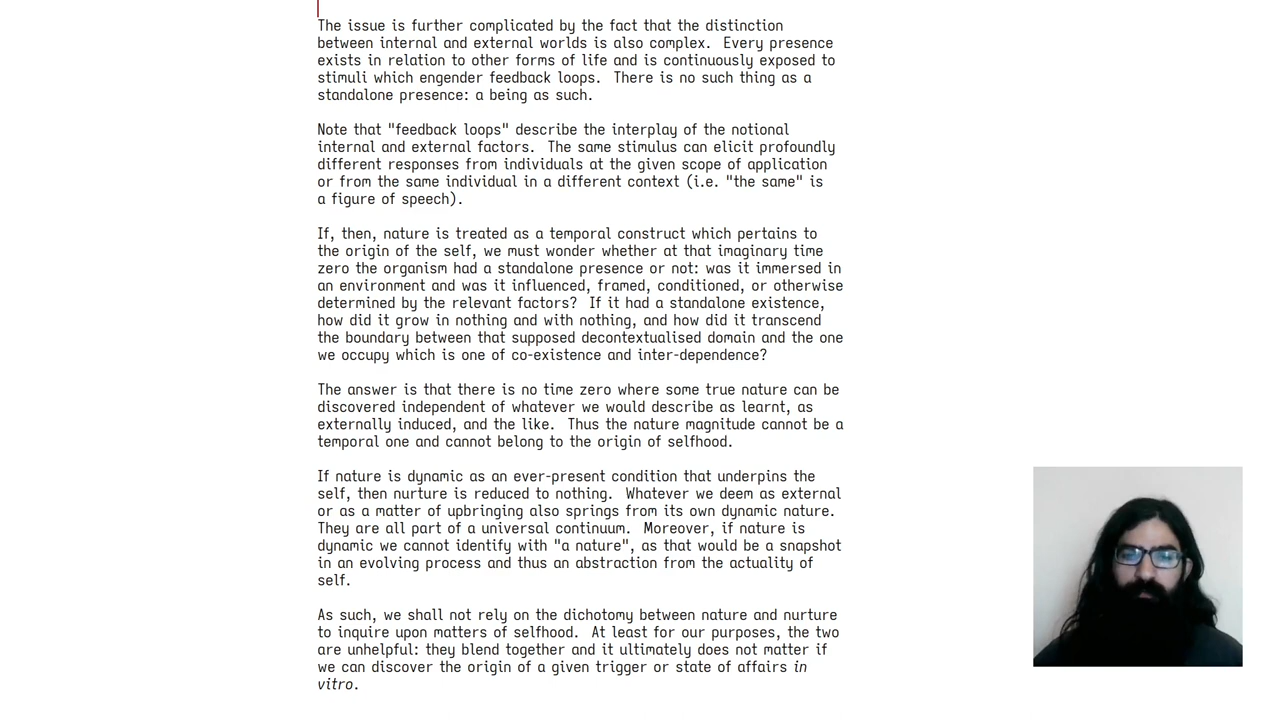 The issue is further complicated by the fact that the distinction
between internal and external worlds is also complex.  Every presence
exists in relation to other forms of life and is continuously exposed to
stimuli which engender feedback loops.  There is no such thing as a
standalone presence: a being as such.
Note that "feedback loops" describe the interplay of the notional
internal and external factors.  The same stimulus can elicit profoundly
different responses from individuals at the given scope of application
or from the same individual in a different context (i.e. "the same" is
a figure of speech).
If, then, nature is treated as a temporal construct which pertains to
the origin of the self, we must wonder whether at that imaginary time
zero the organism had a standalone presence or not: was it immersed in
an environment and was it influenced, framed, conditioned, or otherwise
determined by the relevant factors?  If it had a standalone existence,
how did it grow in nothing and with nothing, and how did it transcend
the boundary between that supposed decontextualised domain and the one
we occupy which is one of co-existence and inter-dependence?
The answer is that there is no time zero where some true nature can be
discovered independent of whatever we would describe as learnt, as
externally induced, and the like.  Thus the nature magnitude cannot be a
temporal one and cannot belong to the origin of selfhood.
If nature is dynamic as an ever-present condition that underpins the
self, then nurture is reduced to nothing.  Whatever we deem as external
or as a matter of upbringing also springs from its own dynamic nature.
They are all part of a universal continuum.  Moreover, if nature is
dynamic we cannot identify with "a nature", as that would be a snapshot
in an evolving process and thus an abstraction from the actuality of
self.
As such, we shall not rely on the dichotomy between nature and nurture
to inquire upon matters of selfhood.  At least for our purposes, the two
are unhelpful: they blend together and it ultimately does not matter if
we can discover the origin of a given trigger or state of affairs in
vitro.